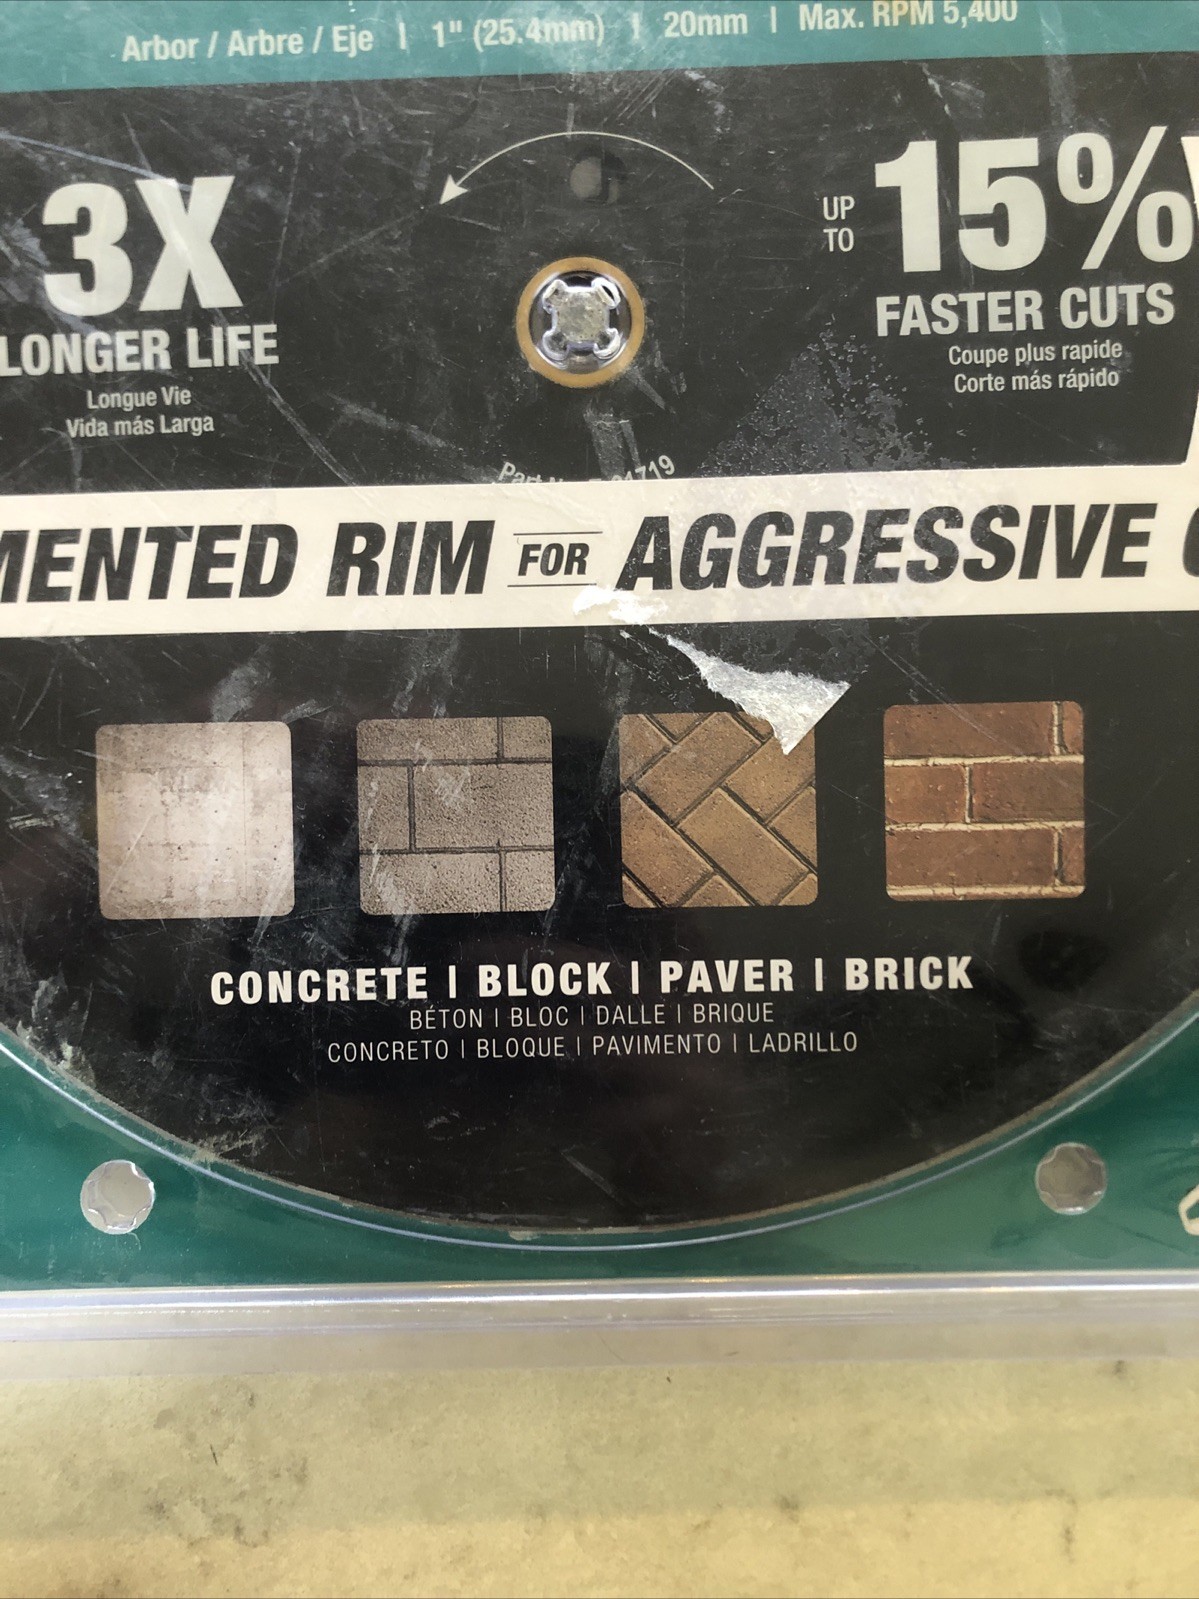 Arbor / Arbre / Eje | 1" (25.4mm) | 20mm | Max. RPM 5,400
3X
LONGER LIFE
Longue Vie
Vida más Larga
UP
TO
15%
FASTER CUTS
Coupe plus rapide
Corte más rápido
Part
MENTED RIM FOR AGGRESSIVE
CONCRETE | BLOCK | PAVER | BRICK
BÉTON | BLOC | DALLE | BRIQUE
CONCRETO | BLOQUE | PAVIMENTO | LADRILLO